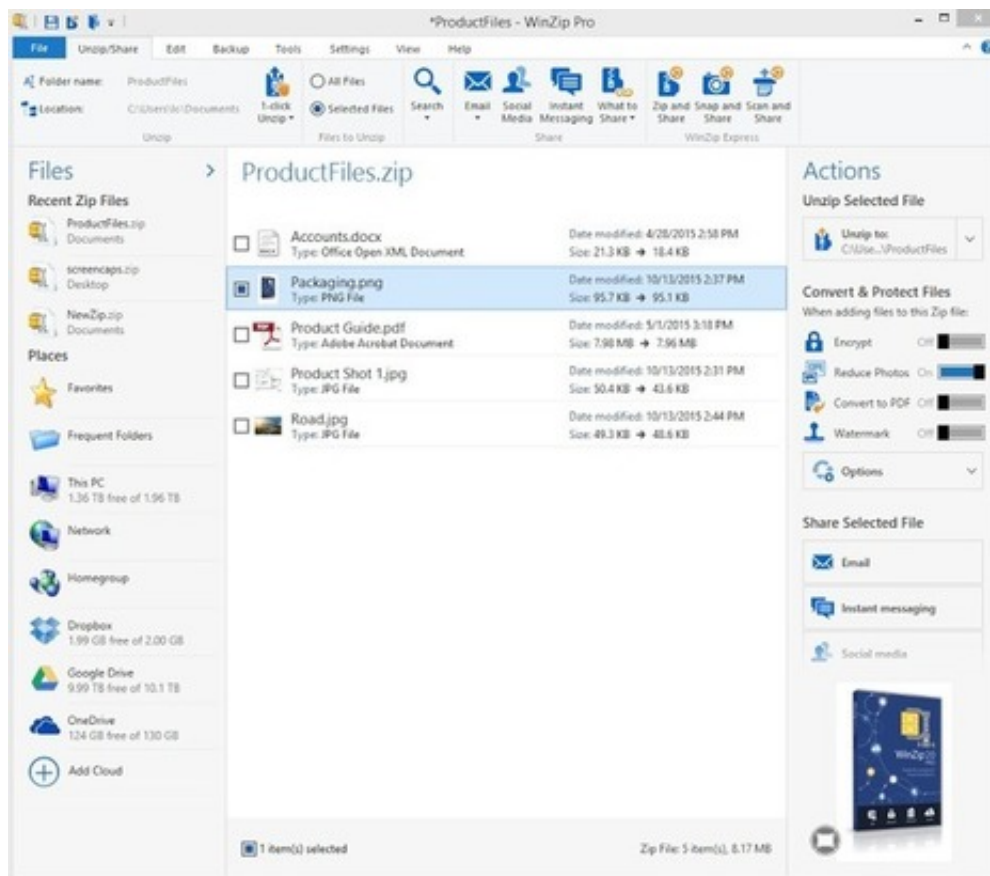 *ProductFiles - WinZip Pro
File Unzip/Share Edit Backup Tools Settings View Help
Folder name: ProductFiles
Location: C:\Users\lc\Documents
1-click Unzip
All Files
Selected Files
Search
Email
Social Media
Instant Messaging
What to Share
Zip and Share
Snap and Share
Scan and Share
Unzip
Files to Unzip
Share
WinZip Express
Files
Recent Zip Files
ProductFiles.zip
Documents
screencaps.zip
Desktop
NewZip.zip
Documents
Places
Favorites
Frequent Folders
This PC
1.36 TB free of 1.96 TB
Network
Homegroup
Dropbox
1.99 GB free of 2.00 GB
Google Drive
9.99 TB free of 10.1 TB
OneDrive
124 GB free of 130 GB
Add Cloud
ProductFiles.zip
Accounts.docx
Type: Office Open XML Document
Date modified: 4/28/2015 2:58 PM
Size: 21.3 KB → 18.4 KB
Packaging.png
Type: PNG File
Date modified: 10/13/2015 2:37 PM
Size: 95.7 KB → 95.1 KB
Product Guide.pdf
Type: Adobe Acrobat Document
Date modified: 5/1/2015 3:18 PM
Size: 7.98 MB → 7.96 MB
Product Shot 1.jpg
Type: JPG File
Date modified: 10/13/2015 2:31 PM
Size: 50.4 KB → 43.6 KB
Road.jpg
Type: JPG File
Date modified: 10/13/2015 2:44 PM
Size: 49.3 KB → 48.6 KB
1 item(s) selected
Zip File: 5 item(s), 8.17 MB
Actions
Unzip Selected File
Unzip to:
C:\Use...\ProductFiles
Convert & Protect Files
When adding files to this Zip file:
Encrypt Off
Reduce Photos On
Convert to PDF Off
Watermark Off
Options
Share Selected File
Email
Instant messaging
Social media
WinZip 20
PRO